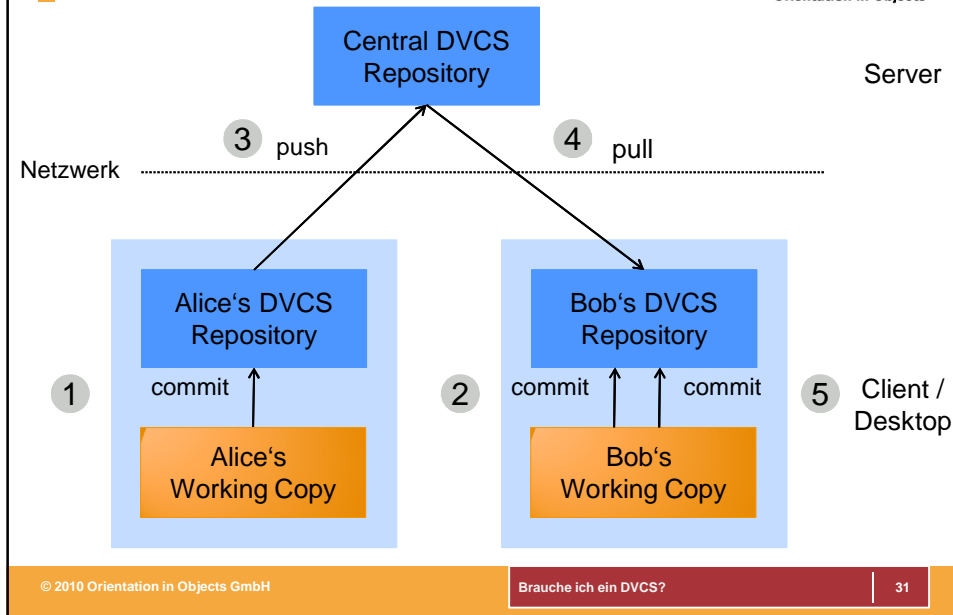 Central DVCS
Repository
Server
3 push
4 pull
Netzwerk
Alice‘s DVCS
Repository
Bob‘s DVCS
Repository
1
commit
2
commit
commit
5
Client /
Desktop
Alice‘s
Working Copy
Bob‘s
Working Copy
© 2010 Orientation in Objects GmbH
Brauche ich ein DVCS?
31